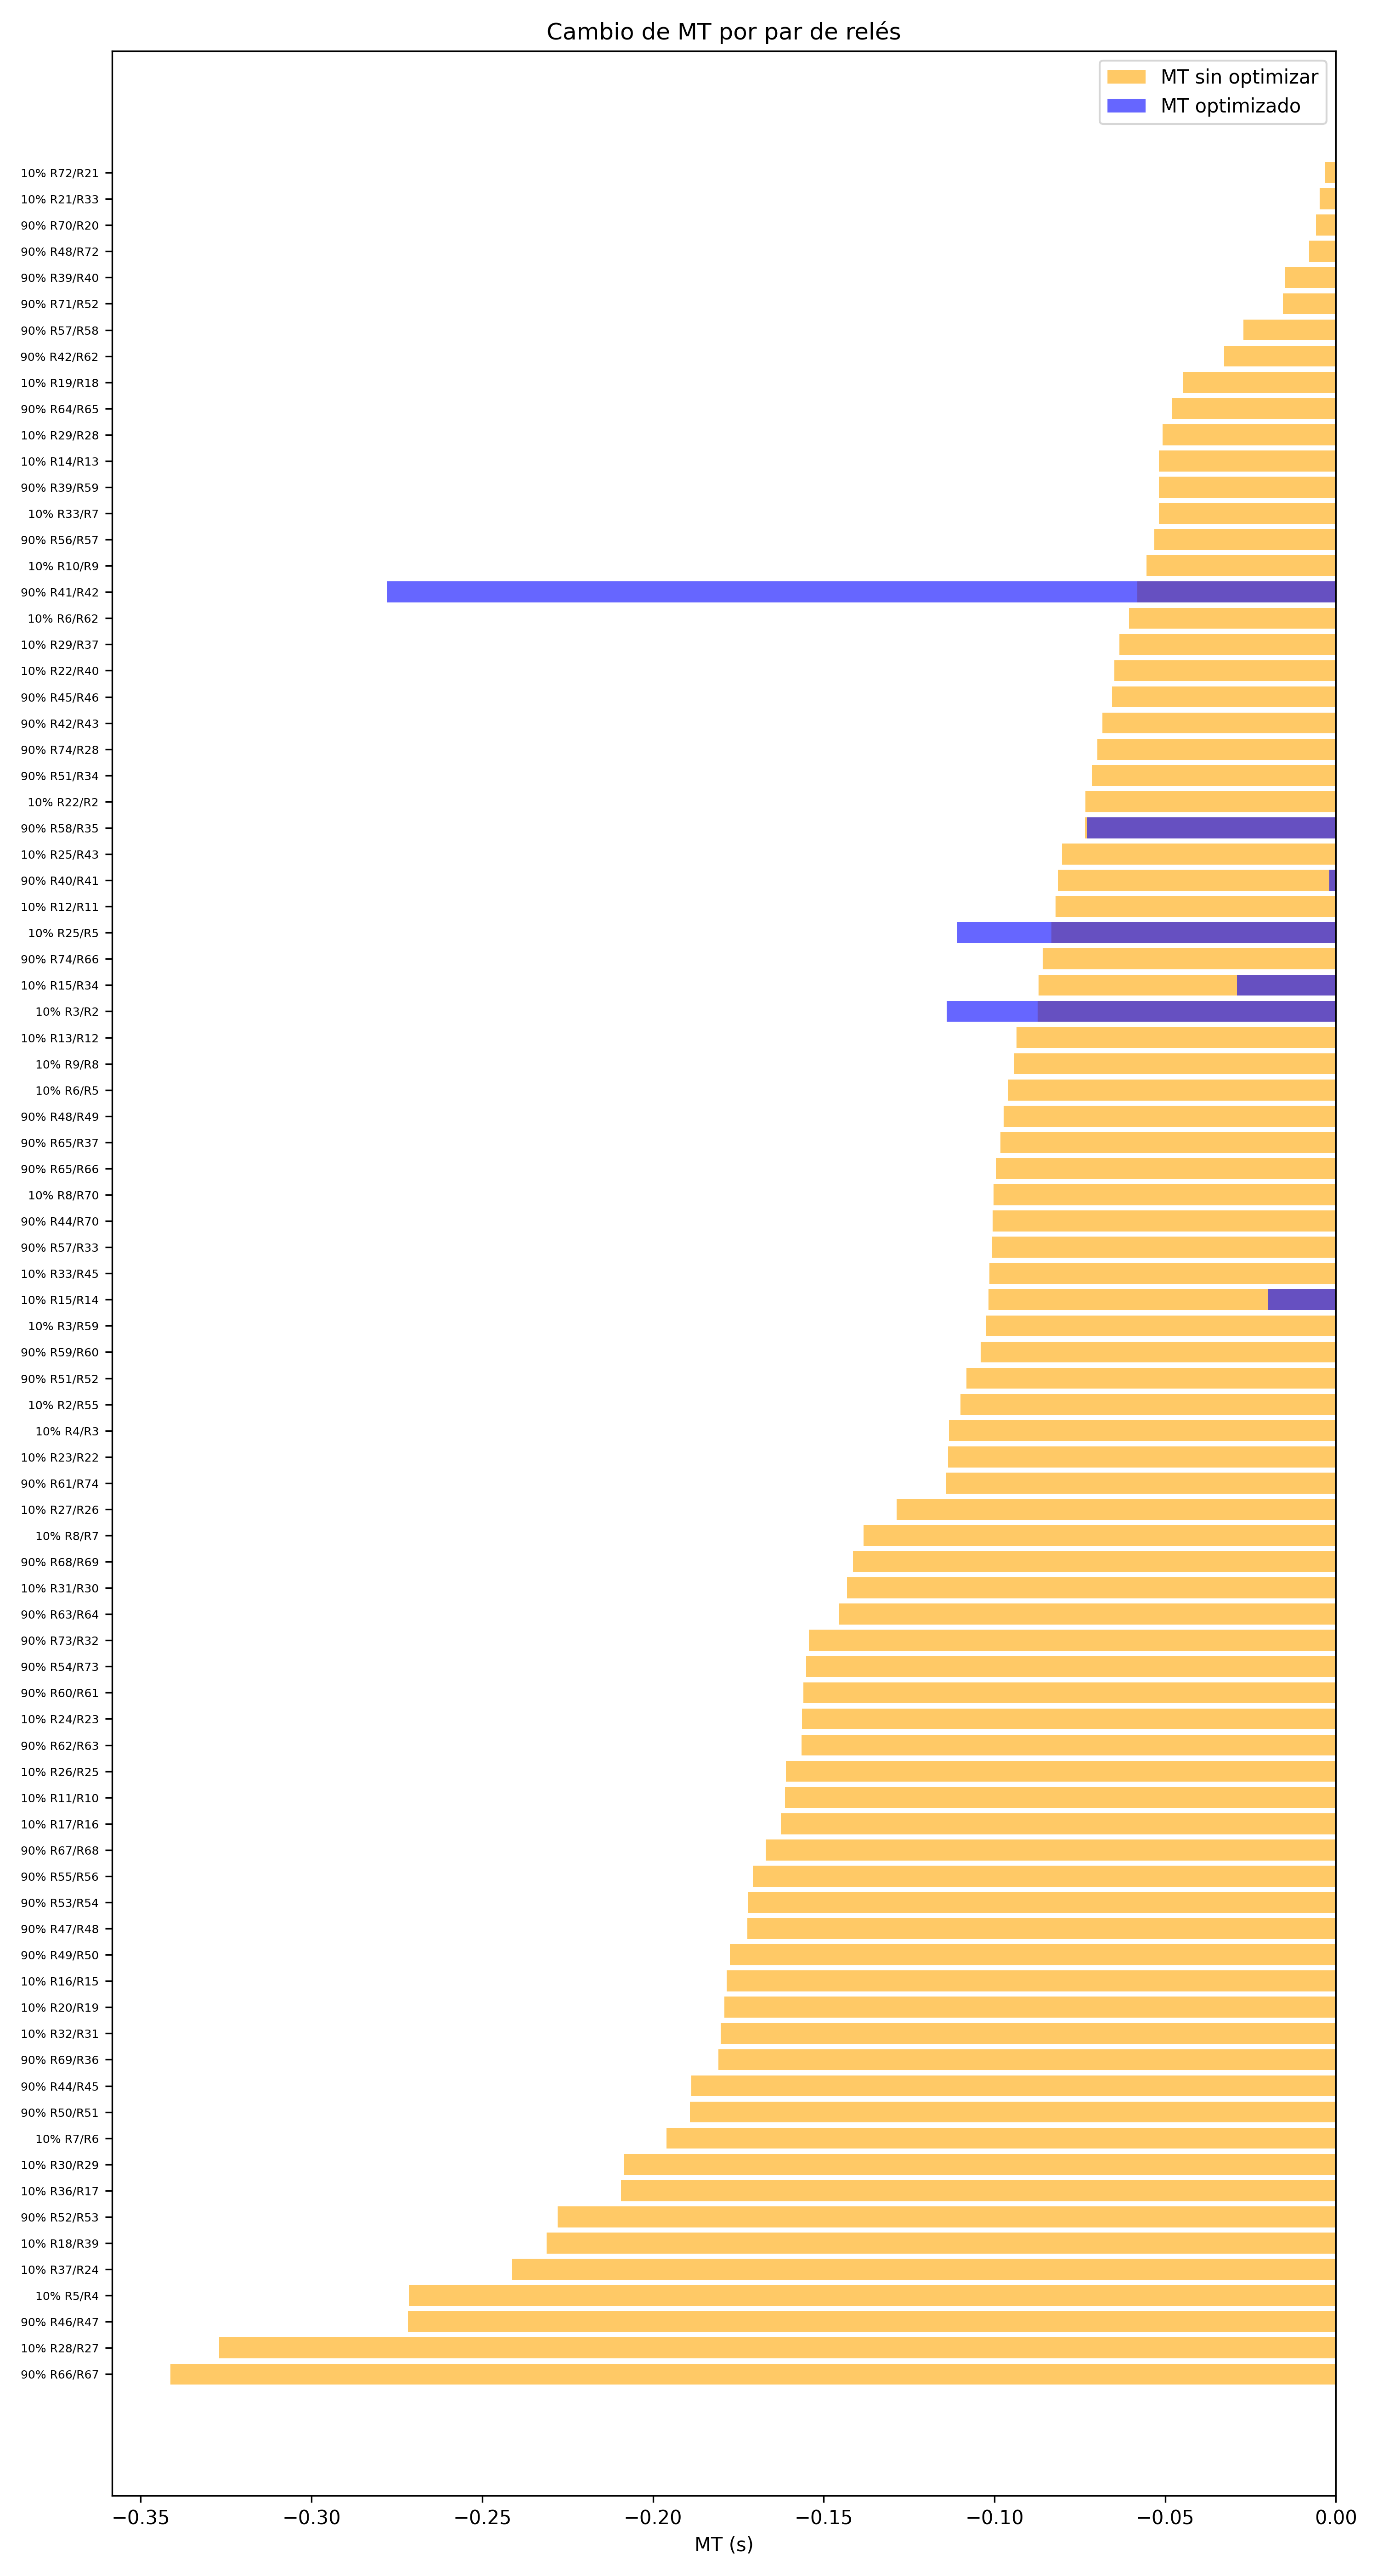 Cambio de MT por par de relés
MT sin optimizar
MT optimizado
10% R72/R21
10% R21/R33
90% R70/R20
90% R48/R72
90% R39/R40
90% R71/R52
90% R57/R58
90% R42/R62
10% R19/R18
90% R64/R65
10% R29/R28
10% R14/R13
90% R39/R59
10% R33/R7
90% R56/R57
10% R10/R9
90% R41/R42
10% R6/R62
10% R29/R37
10% R22/R40
90% R45/R46
90% R42/R43
90% R74/R28
90% R51/R34
10% R22/R2
90% R58/R35
10% R25/R43
90% R40/R41
10% R12/R11
10% R25/R5
90% R74/R66
10% R15/R34
10% R3/R2
10% R13/R12
10% R9/R8
10% R6/R5
90% R48/R49
90% R65/R37
90% R65/R66
10% R8/R70
90% R44/R70
90% R57/R33
10% R33/R45
10% R15/R14
10% R3/R59
90% R59/R60
90% R51/R52
10% R2/R55
10% R4/R3
10% R23/R22
90% R61/R74
10% R27/R26
10% R8/R7
90% R68/R69
10% R31/R30
90% R63/R64
90% R73/R32
90% R54/R73
90% R60/R61
10% R24/R23
90% R62/R63
10% R26/R25
10% R11/R10
10% R17/R16
90% R67/R68
90% R55/R56
90% R53/R54
90% R47/R48
90% R49/R50
10% R16/R15
10% R20/R19
10% R32/R31
90% R69/R36
90% R44/R45
90% R50/R51
10% R7/R6
10% R30/R29
10% R36/R17
90% R52/R53
10% R18/R39
10% R37/R24
10% R5/R4
90% R46/R47
10% R28/R27
90% R66/R67
−0.35 −0.30 −0.25 −0.20 −0.15 −0.10 −0.05 0.00
MT (s)